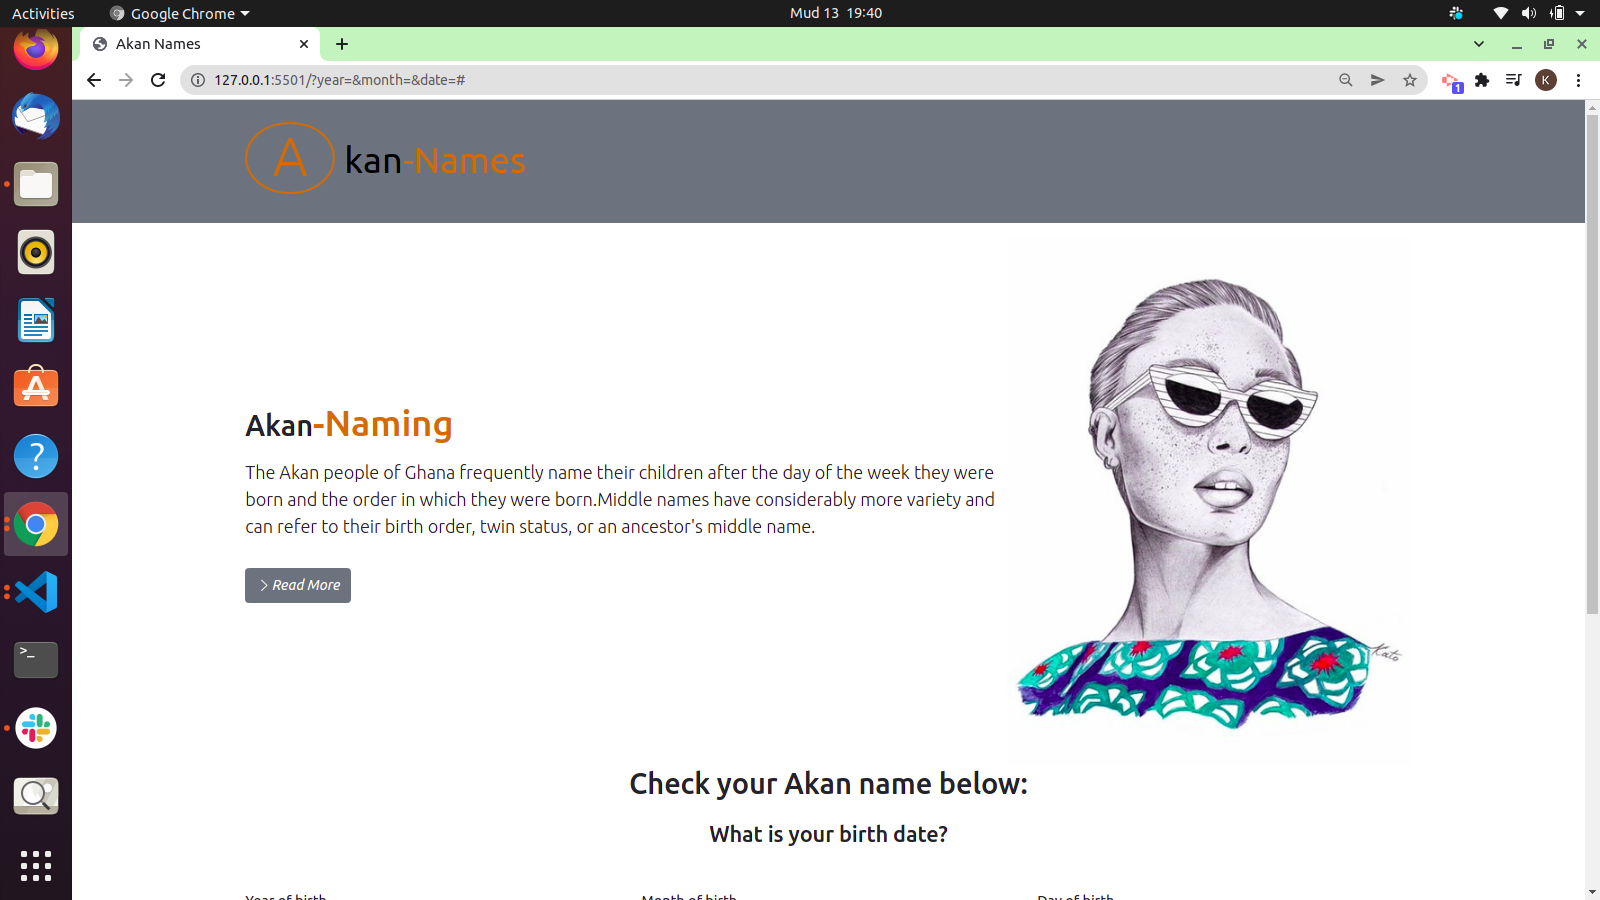 Activities
Google Chrome
Mud 13 19:40
Akan Names
127.0.0.1:5501/?year=&month=&date=#
1
K
A kan-Names
Akan-Naming
The Akan people of Ghana frequently name their children after the day of the week they were
born and the order in which they were born.Middle names have considerably more variety and
can refer to their birth order, twin status, or an ancestor's middle name.
Read More
Kato
Check your Akan name below:
What is your birth date?
Year of birth
Month of birth
Day of birth